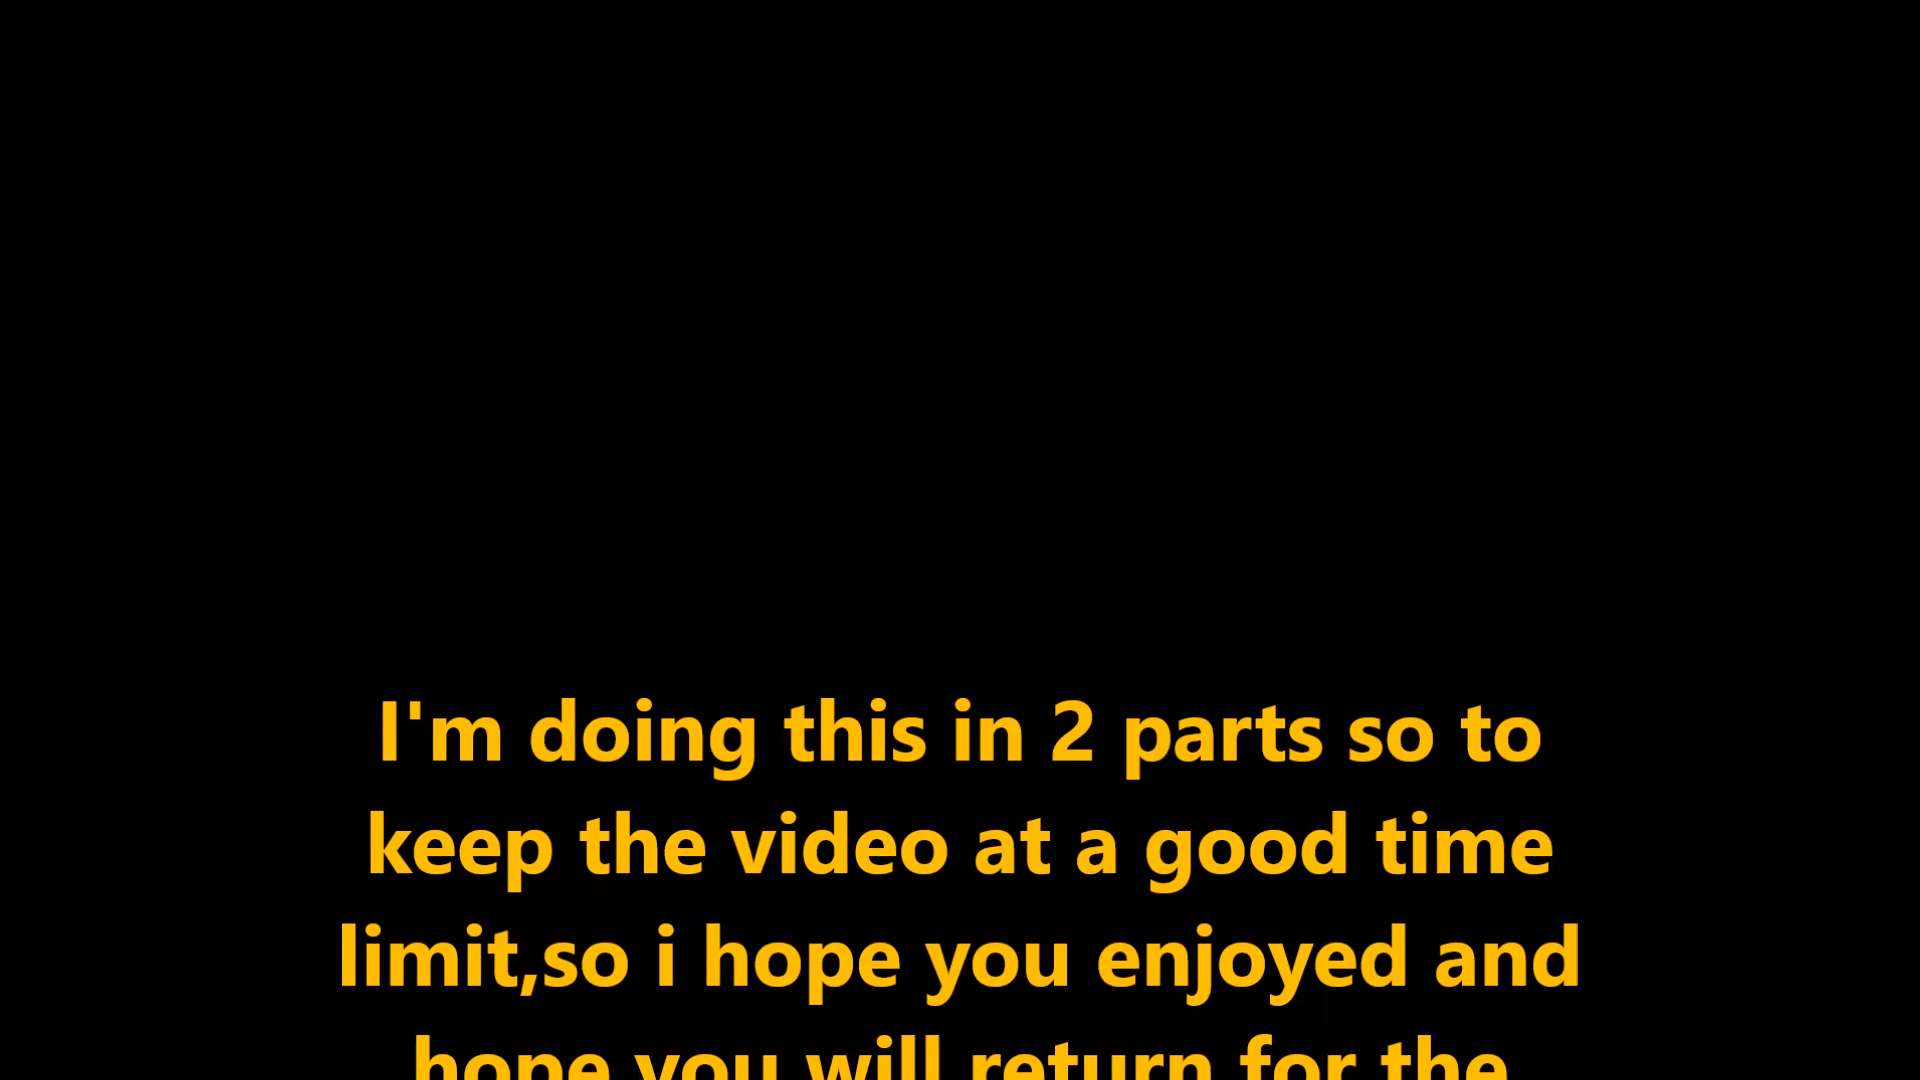 I'm doing this in 2 parts so to
keep the video at a good time
limit,so i hope you enjoyed and
hope you will return for the